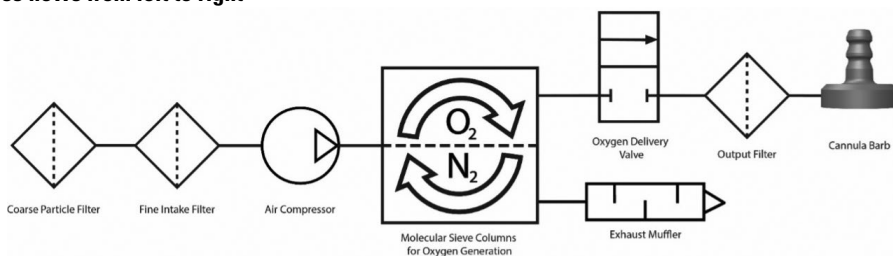 O2
N2
Coarse Particle Filter
Fine Intake Filter
Air Compressor
Molecular Sieve Columns
for Oxygen Generation
Oxygen Delivery
Valve
Output Filter
Cannula Barb
Exhaust Muffler